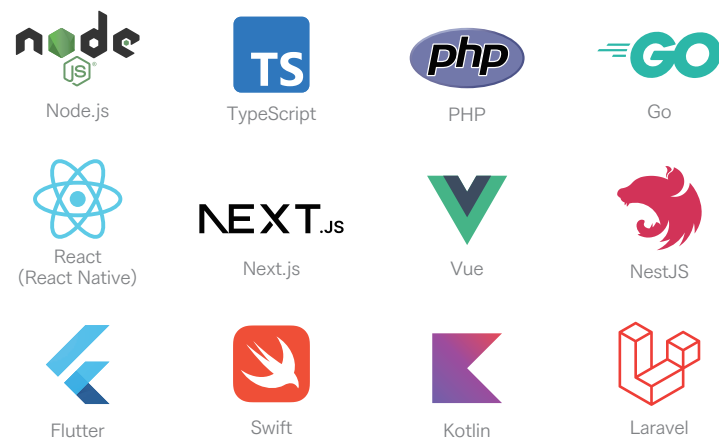 node
JS
TS
php
GO
Node.js
TypeScript
PHP
Go
NEXT.JS
React
(React Native)
Next.js
Vue
NestJS
Flutter
Swift
Kotlin
Laravel